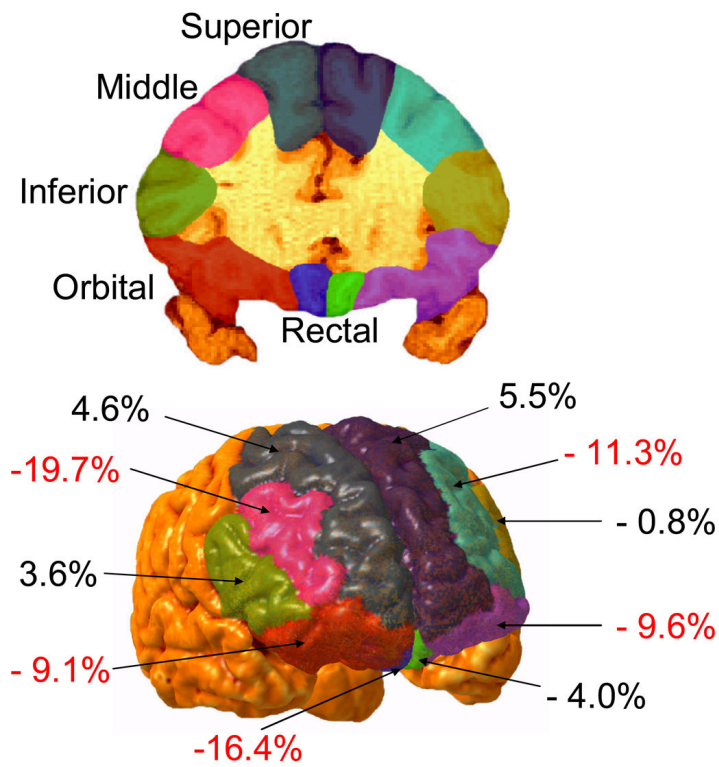 Superior
Middle
Inferior
Orbital
Rectal
4.6%
5.5%
-19.7%
- 11.3%
- 0.8%
3.6%
- 9.6%
- 9.1%
- 4.0%
-16.4%